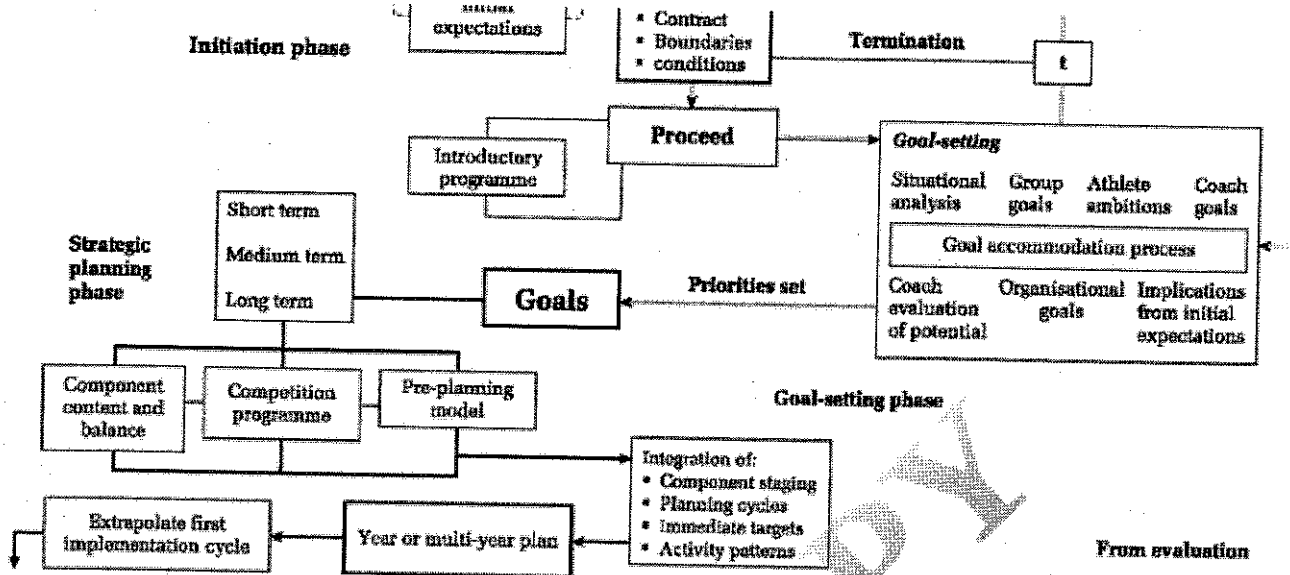 expectations
Initiation phase
• Contract
• Boundaries
• conditions
Termination
t
Proceed
Introductory
programme
Goal-setting
Situational
analysis
Group
goals
Athlete
ambitions
Coach
goals
Goal accommodation process
Coach
evaluation
of potential
Organisational
goals
Implications
from initial
expectations
Short term
Medium term
Long term
Strategic
planning
phase
Goals
Priorities set
Component
content and
balance
Competition
programme
Pre-planning
model
Goal-setting phase
Integration of:
• Component staging
• Planning cycles
• Immediate targets
• Activity patterns
Extrapolate first
implementation cycle
Year or multi-year plan
From evaluation